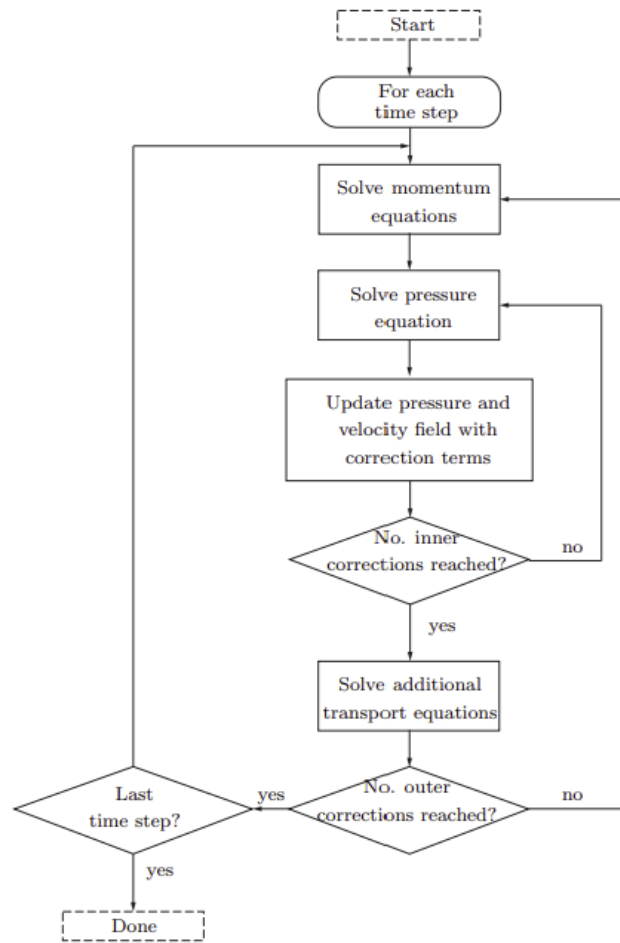 Start
For each
time step
Solve momentum
equations
Solve pressure
equation
Update pressure and
velocity field with
correction terms
No. inner
corrections reached?
no
yes
Solve additional
transport equations
No. outer
corrections reached?
no
yes
Last
time step?
yes
Done